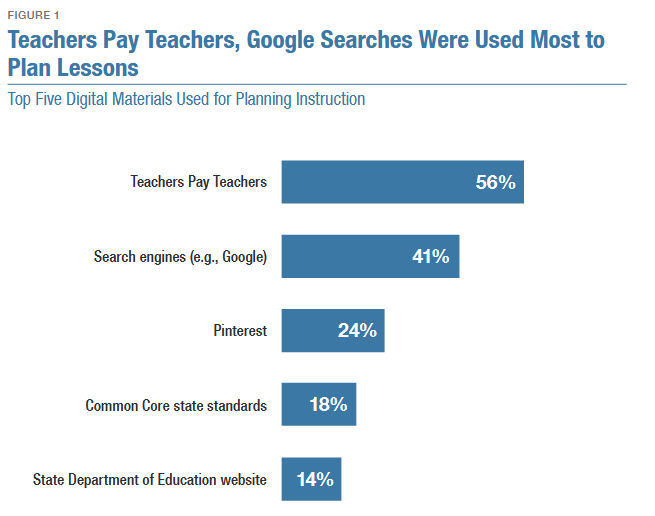 FIGURE 1
Teachers Pay Teachers, Google Searches Were Used Most to
Plan Lessons
Top Five Digital Materials Used for Planning Instruction
Teachers Pay Teachers 56%
Search engines (e.g., Google) 41%
Pinterest 24%
Common Core state standards 18%
State Department of Education website 14%